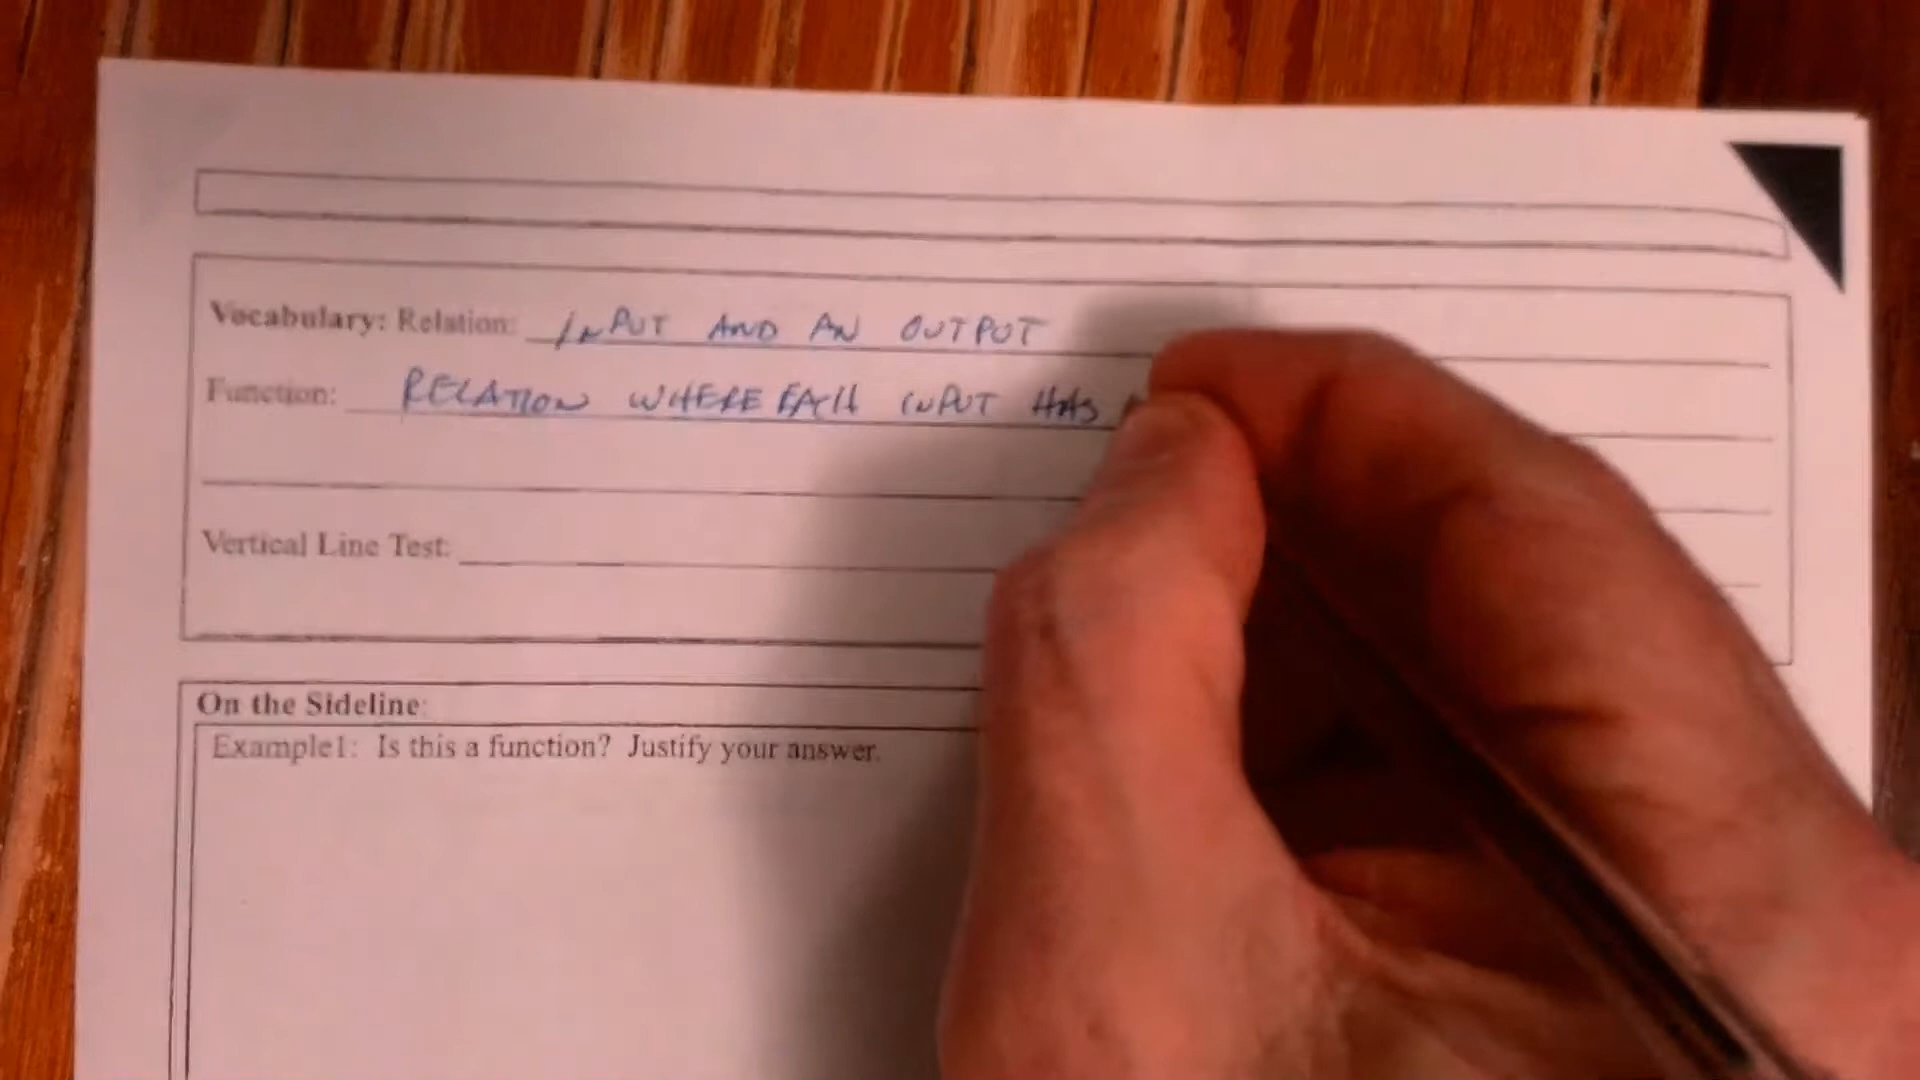 Vocabulary: Relation: INPUT AND AN OUTPUT
Function: RELATION WHERE EACH INPUT HAS
Vertical Line Test:
On the Sideline:
Example1: Is this a function? Justify your answer.